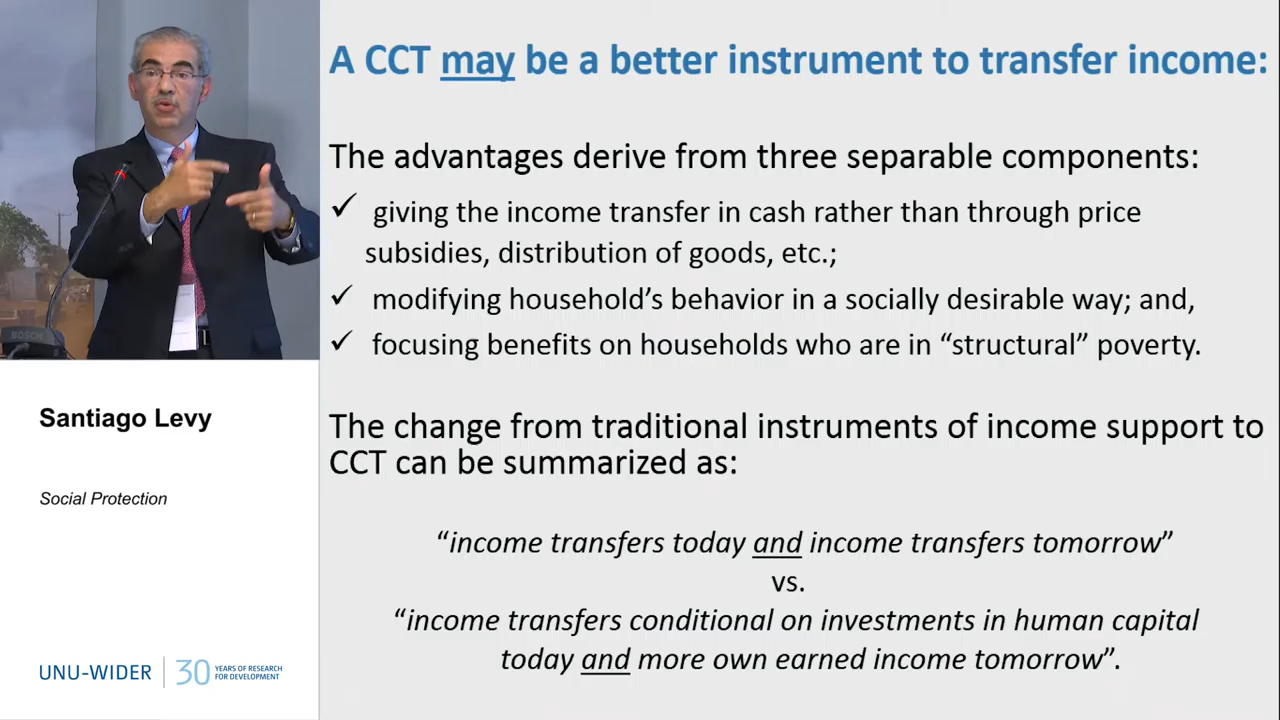 A CCT may be a better instrument to transfer income:
The advantages derive from three separable components:
✓ giving the income transfer in cash rather than through price
subsidies, distribution of goods, etc.;
✓ modifying household’s behavior in a socially desirable way; and,
✓ focusing benefits on households who are in “structural” poverty.
The change from traditional instruments of income support to
CCT can be summarized as:
“income transfers today and income transfers tomorrow”
vs.
“income transfers conditional on investments in human capital
today and more own earned income tomorrow”.
BOSCH
Santiago Levy
Social Protection
UNU-WIDER
30 YEARS OF RESEARCH
FOR DEVELOPMENT